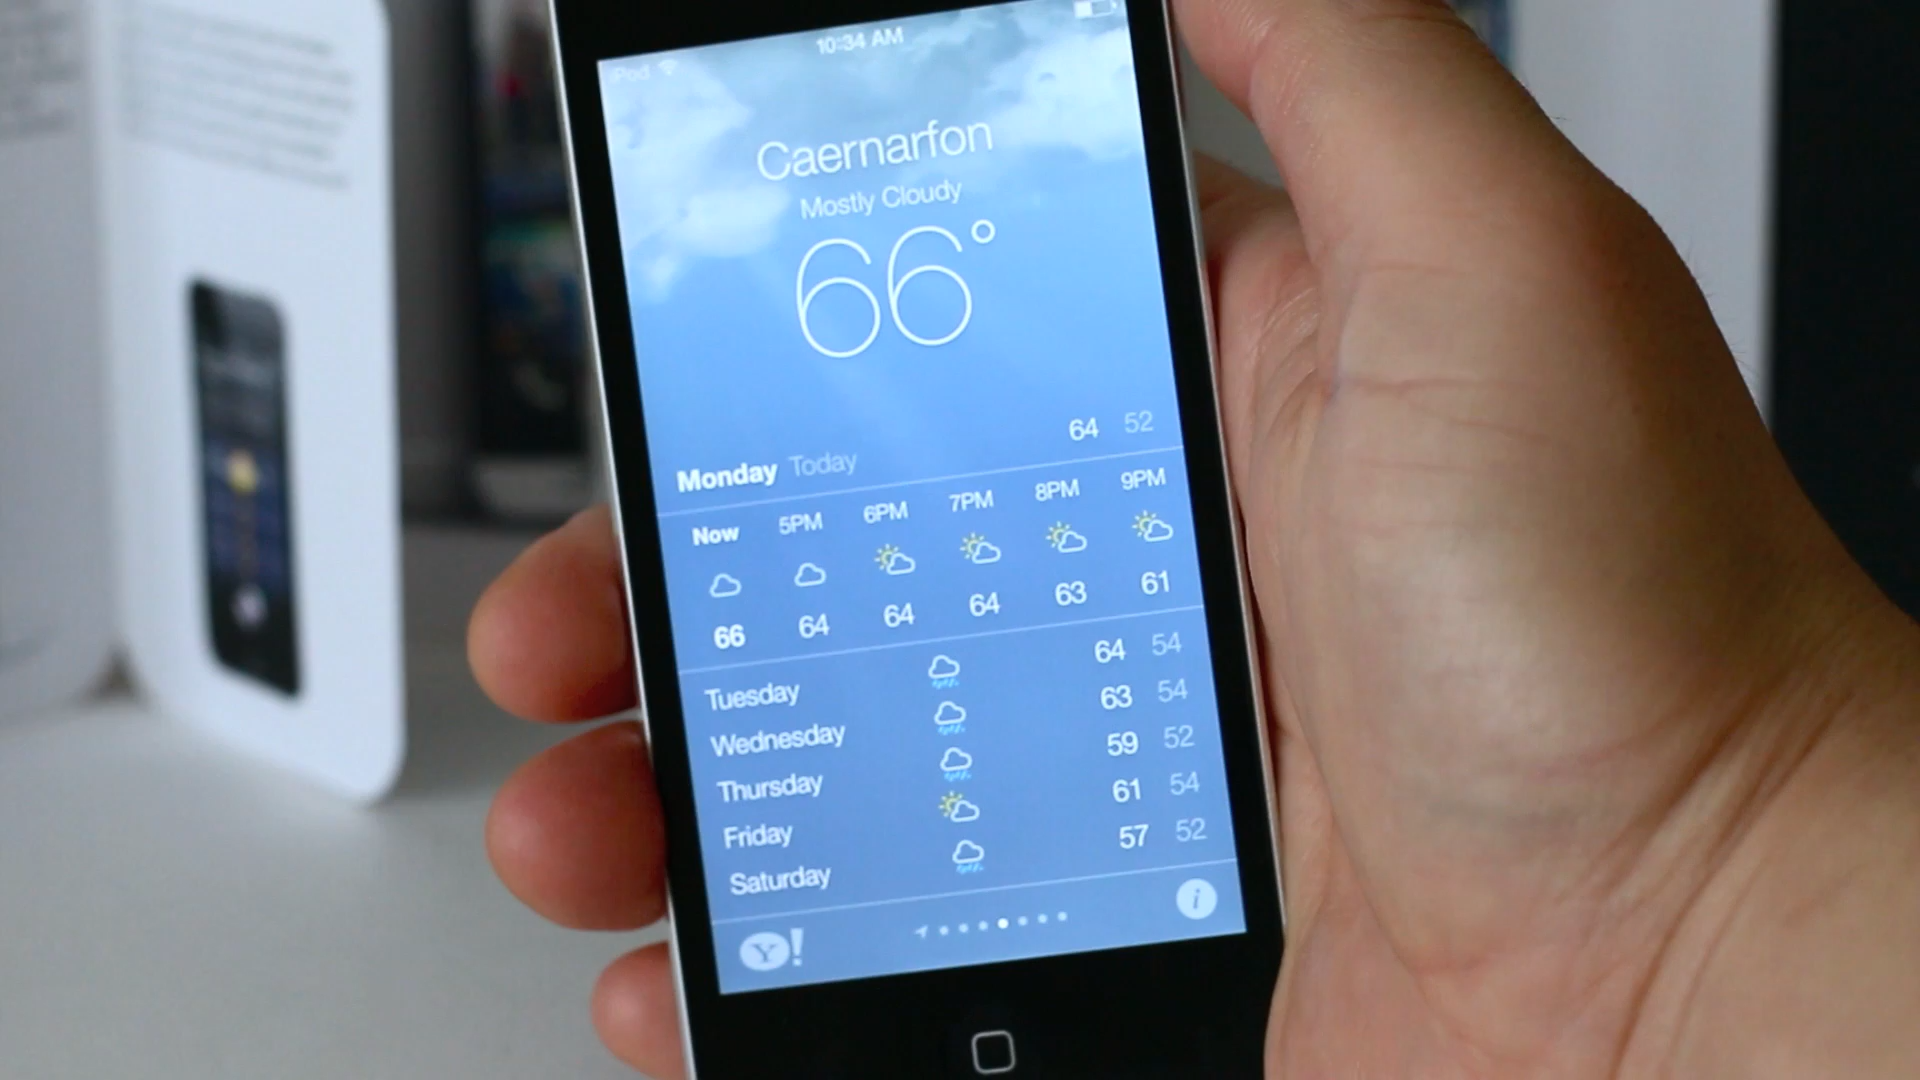 10:34 AM
iPod
Caernarfon
Mostly Cloudy
66°
Monday Today 64 52
Now 5PM 6PM 7PM 8PM 9PM
66 64 64 64 63 61
Tuesday 64 54
Wednesday 63 54
Thursday 59 52
Friday 61 54
Saturday 57 52
Y! i